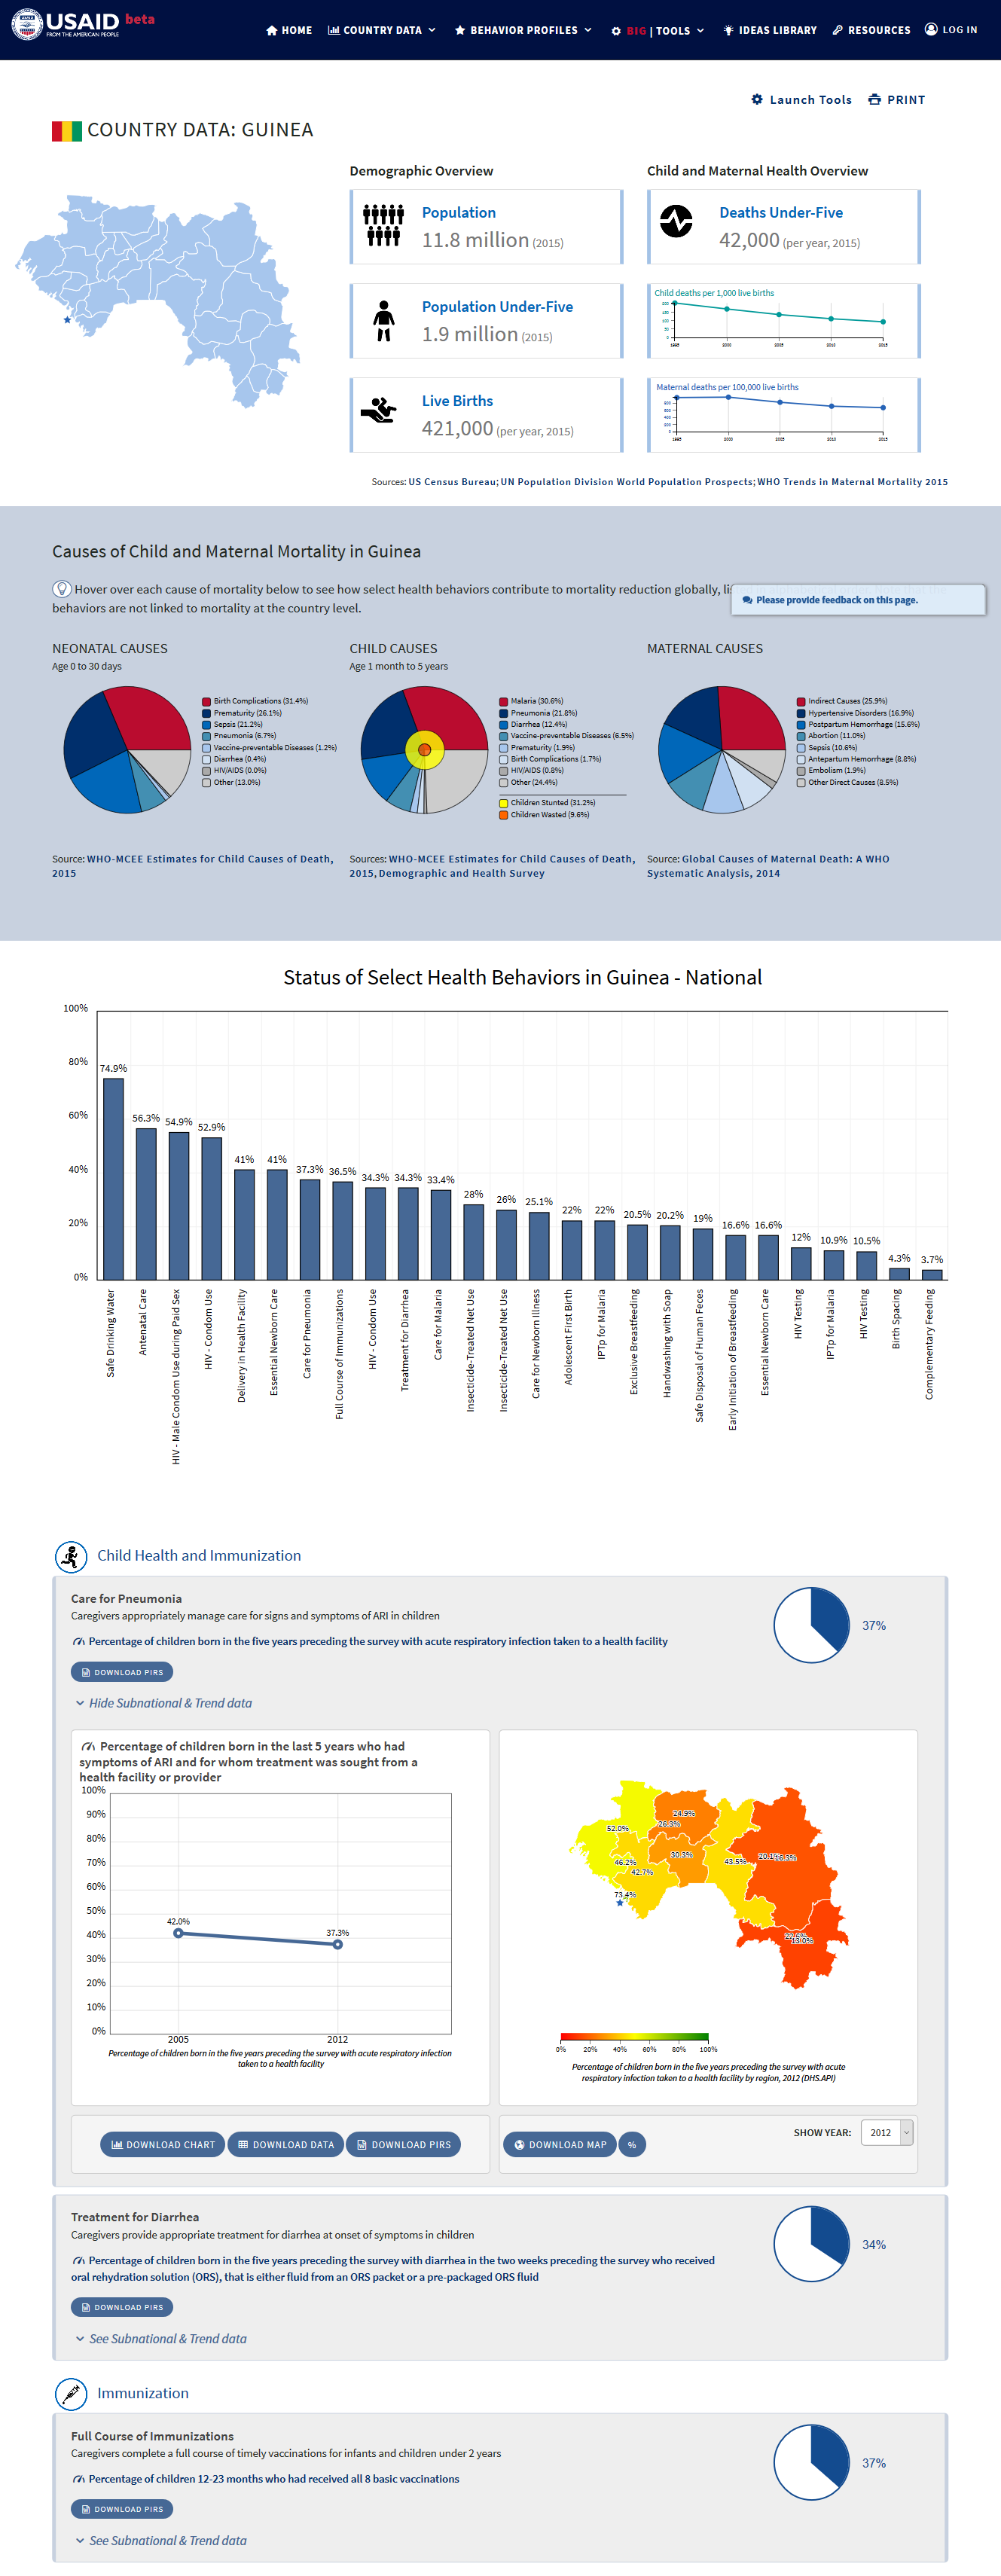 USAID beta
FROM THE AMERICAN PEOPLE
HOME COUNTRY DATA BEHAVIOR PROFILES BIG | TOOLS IDEAS LIBRARY RESOURCES LOG IN
Launch Tools PRINT
COUNTRY DATA: GUINEA
Demographic Overview
Population
11.8 million (2015)
Population Under-Five
1.9 million (2015)
Live Births
421,000 (per year, 2015)
Child and Maternal Health Overview
Deaths Under-Five
42,000 (per year, 2015)
Child deaths per 1,000 live births
200
150
100
50
0
1995 2000 2005 2010 2015
Maternal deaths per 100,000 live births
800
600
400
200
0
1995 2000 2005 2010 2015
Sources: US Census Bureau; UN Population Division World Population Prospects; WHO Trends in Maternal Mortality 2015
Causes of Child and Maternal Mortality in Guinea
Hover over each cause of mortality below to see how select health behaviors contribute to mortality reduction globally,
behaviors are not linked to mortality at the country level.
Please provide feedback on this page.
NEONATAL CAUSES
Age 0 to 30 days
Birth Complications (31.4%)
Prematurity (26.1%)
Sepsis (21.2%)
Pneumonia (6.7%)
Vaccine-preventable Diseases (1.2%)
Diarrhea (0.4%)
HIV/AIDS (0.0%)
Other (13.0%)
Source: WHO-MCEE Estimates for Child Causes of Death,
2015
CHILD CAUSES
Age 1 month to 5 years
Malaria (30.6%)
Pneumonia (21.8%)
Diarrhea (12.4%)
Vaccine-preventable Diseases (6.5%)
Prematurity (1.9%)
Birth Complications (1.7%)
HIV/AIDS (0.8%)
Other (24.4%)
Children Stunted (31.2%)
Children Wasted (9.6%)
Sources: WHO-MCEE Estimates for Child Causes of Death,
2015, Demographic and Health Survey
MATERNAL CAUSES
Indirect Causes (25.9%)
Hypertensive Disorders (16.9%)
Postpartum Hemorrhage (15.6%)
Abortion (11.0%)
Sepsis (10.6%)
Antepartum Hemorrhage (8.8%)
Embolism (1.9%)
Other Direct Causes (8.5%)
Source: Global Causes of Maternal Death: A WHO
Systematic Analysis, 2014
Status of Select Health Behaviors in Guinea - National
100%
80%
60%
40%
20%
0%
74.9% 56.3% 54.9% 52.9% 41% 41% 37.3% 36.5% 34.3% 34.3% 33.4% 28% 26% 25.1% 22% 22% 20.5% 20.2% 19% 16.6% 16.6% 12% 10.9% 10.5% 4.3% 3.7%
Safe Drinking Water
Antenatal Care
HIV - Male Condom Use during Paid Sex
HIV - Condom Use
Delivery in Health Facility
Essential Newborn Care
Care for Pneumonia
Full Course of Immunizations
HIV - Condom Use
Treatment for Diarrhea
Care for Malaria
Insecticide-Treated Net Use
Insecticide-Treated Net Use
Care for Newborn Illness
Adolescent First Birth
IPTp for Malaria
Exclusive Breastfeeding
Handwashing with Soap
Safe Disposal of Human Feces
Early Initiation of Breastfeeding
Essential Newborn Care
HIV Testing
IPTp for Malaria
HIV Testing
Birth Spacing
Complementary Feeding
Child Health and Immunization
Care for Pneumonia
Caregivers appropriately manage care for signs and symptoms of ARI in children
Percentage of children born in the five years preceding the survey with acute respiratory infection taken to a health facility
37%
DOWNLOAD PIRS
Hide Subnational & Trend data
Percentage of children born in the last 5 years who had
symptoms of ARI and for whom treatment was sought from a
health facility or provider
100%
90%
80%
70%
60%
50%
40%
30%
20%
10%
0%
42.0%
37.3%
2005 2012
Percentage of children born in the five years preceding the survey with acute respiratory infection
taken to a health facility
24.9%
26.3%
52.0%
30.3%
46.2%
42.7%
43.5%
73.4%
13.0%
0% 20% 40% 60% 80% 100%
Percentage of children born in the five years preceding the survey with acute
respiratory infection taken to a health facility by region, 2012 (DHS.API)
DOWNLOAD CHART DOWNLOAD DATA DOWNLOAD PIRS
DOWNLOAD MAP %
SHOW YEAR: 2012
Treatment for Diarrhea
Caregivers provide appropriate treatment for diarrhea at onset of symptoms in children
Percentage of children born in the five years preceding the survey with diarrhea in the two weeks preceding the survey who received
oral rehydration solution (ORS), that is either fluid from an ORS packet or a pre-packaged ORS fluid
34%
DOWNLOAD PIRS
See Subnational & Trend data
Immunization
Full Course of Immunizations
Caregivers complete a full course of timely vaccinations for infants and children under 2 years
Percentage of children 12-23 months who had received all 8 basic vaccinations
37%
DOWNLOAD PIRS
See Subnational & Trend data